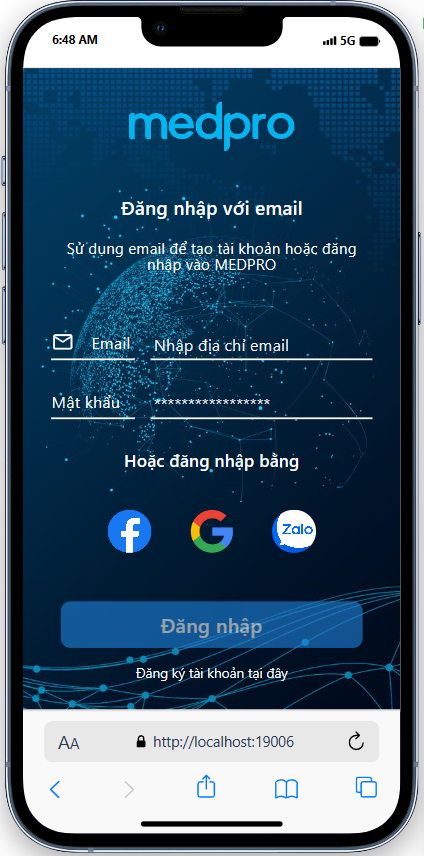 6:48 AM
5G
medpro
Đăng nhập với email
Sử dụng email để tạo tài khoản hoặc đăng
nhập vào MEDPRO
Email
Nhập địa chỉ email
Mật khẩu
*****************
Hoặc đăng nhập bằng
Zalo
Đăng nhập
Đăng ký tài khoản tại đây
AA
http://localhost:19006